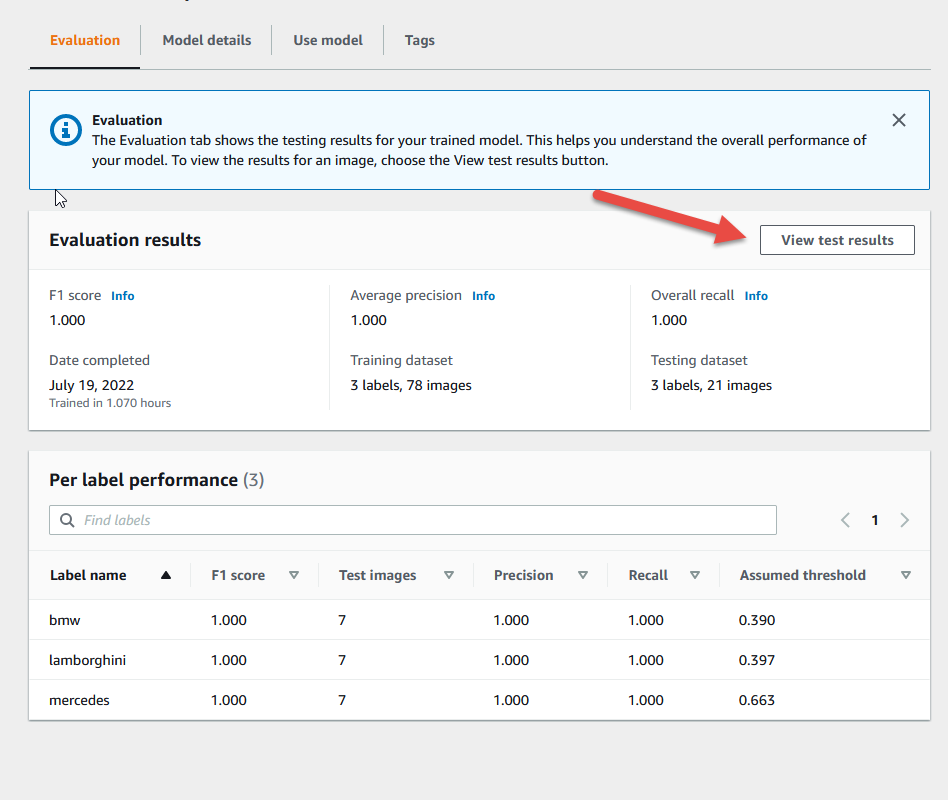 Evaluation Model details Use model Tags
Evaluation
The Evaluation tab shows the testing results for your trained model. This helps you understand the overall performance of
your model. To view the results for an image, choose the View test results button.
Evaluation results View test results
F1 score Info Average precision Info Overall recall Info
1.000 1.000 1.000
Date completed Training dataset Testing dataset
July 19, 2022 3 labels, 78 images 3 labels, 21 images
Trained in 1.070 hours
Per label performance (3)
Find labels 1
Label name F1 score Test images Precision Recall Assumed threshold
bmw 1.000 7 1.000 1.000 0.390
lamborghini 1.000 7 1.000 1.000 0.397
mercedes 1.000 7 1.000 1.000 0.663